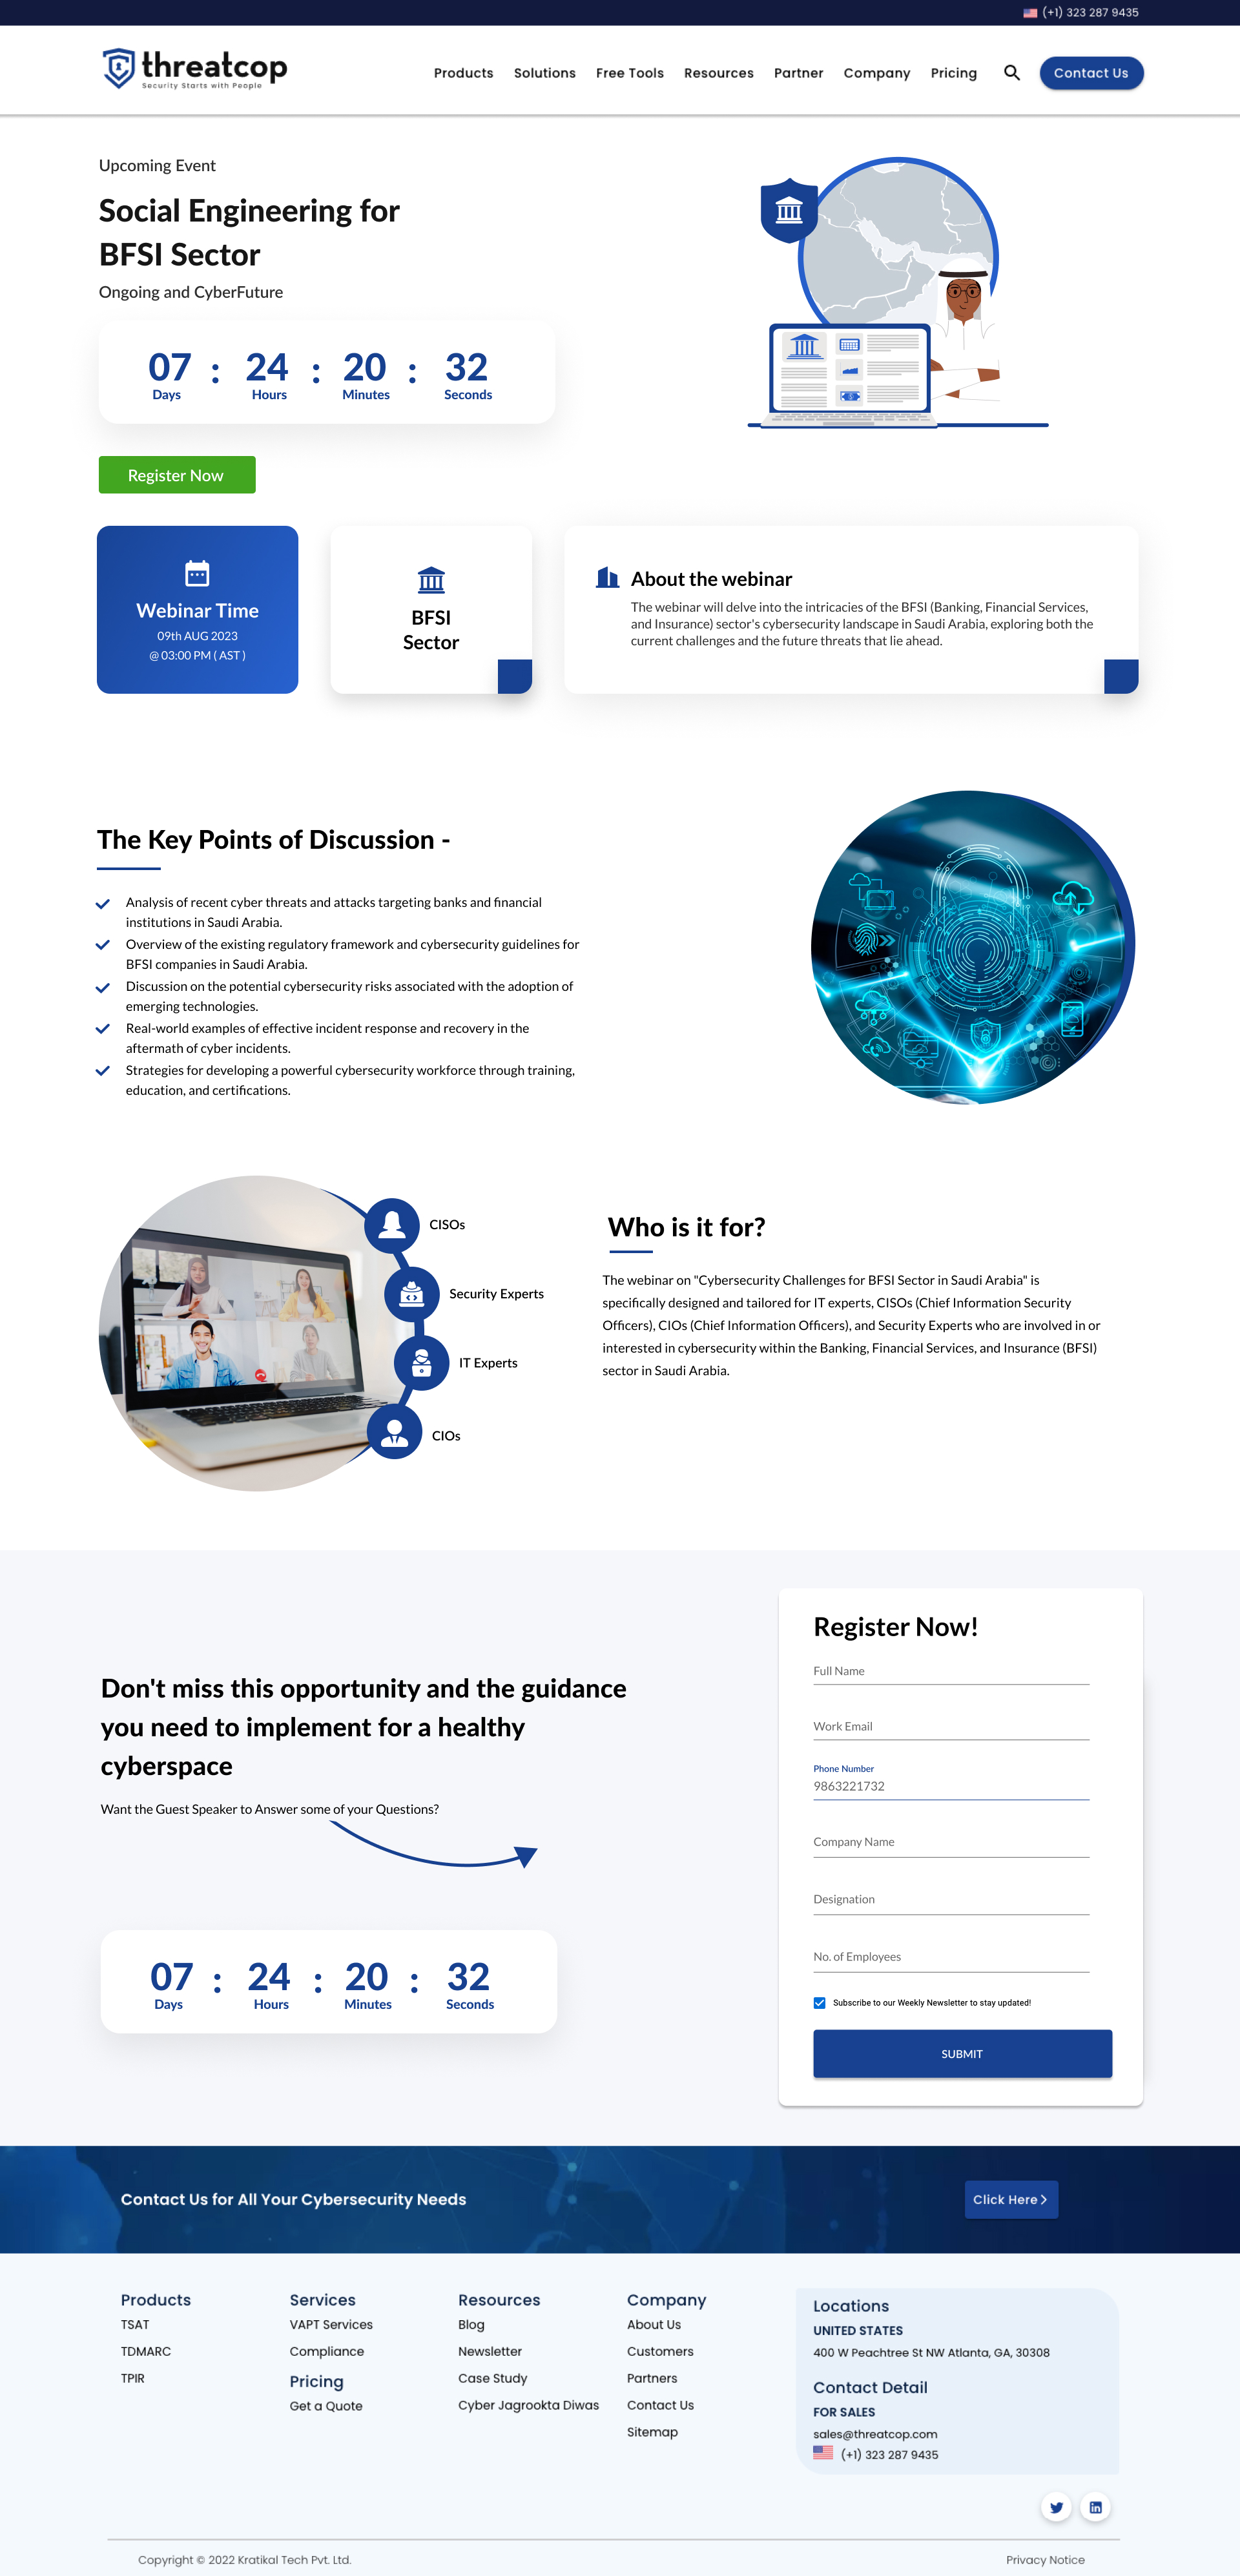 (+1) 323 287 9435
threatcop
Security Starts with People
Products Solutions Free Tools Resources Partner Company Pricing Contact Us
Upcoming Event
Social Engineering for
BFSI Sector
Ongoing and CyberFuture
07 : 24 : 20 : 32
Days Hours Minutes Seconds
Register Now
Webinar Time
09th AUG 2023
@ 03:00 PM ( AST )
BFSI
Sector
About the webinar
The webinar will delve into the intricacies of the BFSI (Banking, Financial Services,
and Insurance) sector's cybersecurity landscape in Saudi Arabia, exploring both the
current challenges and the future threats that lie ahead.
The Key Points of Discussion -
Analysis of recent cyber threats and attacks targeting banks and financial
institutions in Saudi Arabia.
Overview of the existing regulatory framework and cybersecurity guidelines for
BFSI companies in Saudi Arabia.
Discussion on the potential cybersecurity risks associated with the adoption of
emerging technologies.
Real-world examples of effective incident response and recovery in the
aftermath of cyber incidents.
Strategies for developing a powerful cybersecurity workforce through training,
education, and certifications.
CISOs
Security Experts
IT Experts
CIOs
Who is it for?
The webinar on "Cybersecurity Challenges for BFSI Sector in Saudi Arabia" is
specifically designed and tailored for IT experts, CISOs (Chief Information Security
Officers), CIOs (Chief Information Officers), and Security Experts who are involved in or
interested in cybersecurity within the Banking, Financial Services, and Insurance (BFSI)
sector in Saudi Arabia.
Don't miss this opportunity and the guidance
you need to implement for a healthy
cyberspace
Want the Guest Speaker to Answer some of your Questions?
07 : 24 : 20 : 32
Days Hours Minutes Seconds
Register Now!
Full Name
Work Email
Phone Number
9863221732
Company Name
Designation
No. of Employees
Subscribe to our Weekly Newsletter to stay updated!
SUBMIT
Contact Us for All Your Cybersecurity Needs
Click Here
Products
TSAT
TDMARC
TPIR
Services
VAPT Services
Compliance
Pricing
Get a Quote
Resources
Blog
Newsletter
Case Study
Cyber Jagrookta Diwas
Company
About Us
Customers
Partners
Contact Us
Sitemap
Locations
UNITED STATES
400 W Peachtree St NW Atlanta, GA, 30308
Contact Detail
FOR SALES
sales@threatcop.com
(+1) 323 287 9435
Copyright © 2022 Kratikal Tech Pvt. Ltd.
Privacy Notice